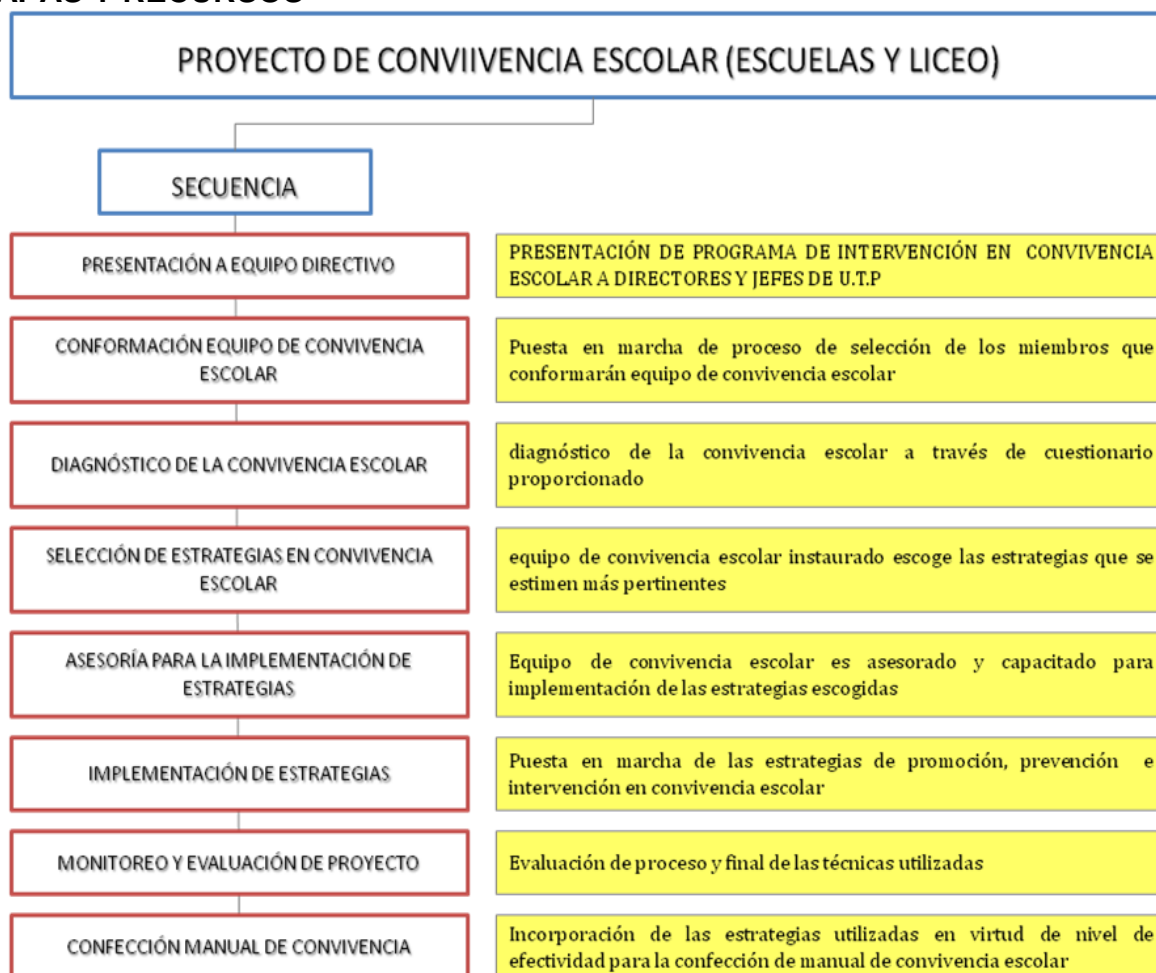 PROYECTO DE CONVIIVENCIA ESCOLAR (ESCUELAS Y LICEO)
SECUENCIA
PRESENTACIÓN A EQUIPO DIRECTIVO
PRESENTACIÓN DE PROGRAMA DE INTERVENCIÓN EN CONVIVENCIA
ESCOLAR A DIRECTORES Y JEFES DE U.T.P
CONFORMACIÓN EQUIPO DE CONVIVENCIA
ESCOLAR
Puesta en marcha de proceso de selección de los miembros que
conformarán equipo de convivencia escolar
DIAGNÓSTICO DE LA CONVIVENCIA ESCOLAR
diagnóstico de la convivencia escolar a través de cuestionario
proporcionado
SELECCIÓN DE ESTRATEGIAS EN CONVIVENCIA
ESCOLAR
equipo de convivencia escolar instaurado escoge las estrategias que se
estimen más pertinentes
ASESORÍA PARA LA IMPLEMENTACIÓN DE
ESTRATEGIAS
Equipo de convivencia escolar es asesorado y capacitado para
implementación de las estrategias escogidas
IMPLEMENTACIÓN DE ESTRATEGIAS
Puesta en marcha de las estrategias de promoción, prevención e
intervención en convivencia escolar
MONITOREO Y EVALUACIÓN DE PROYECTO
Evaluación de proceso y final de las técnicas utilizadas
CONFECCIÓN MANUAL DE CONVIVENCIA
Incorporación de las estrategias utilizadas en virtud de nivel de
efectividad para la confección de manual de convivencia escolar